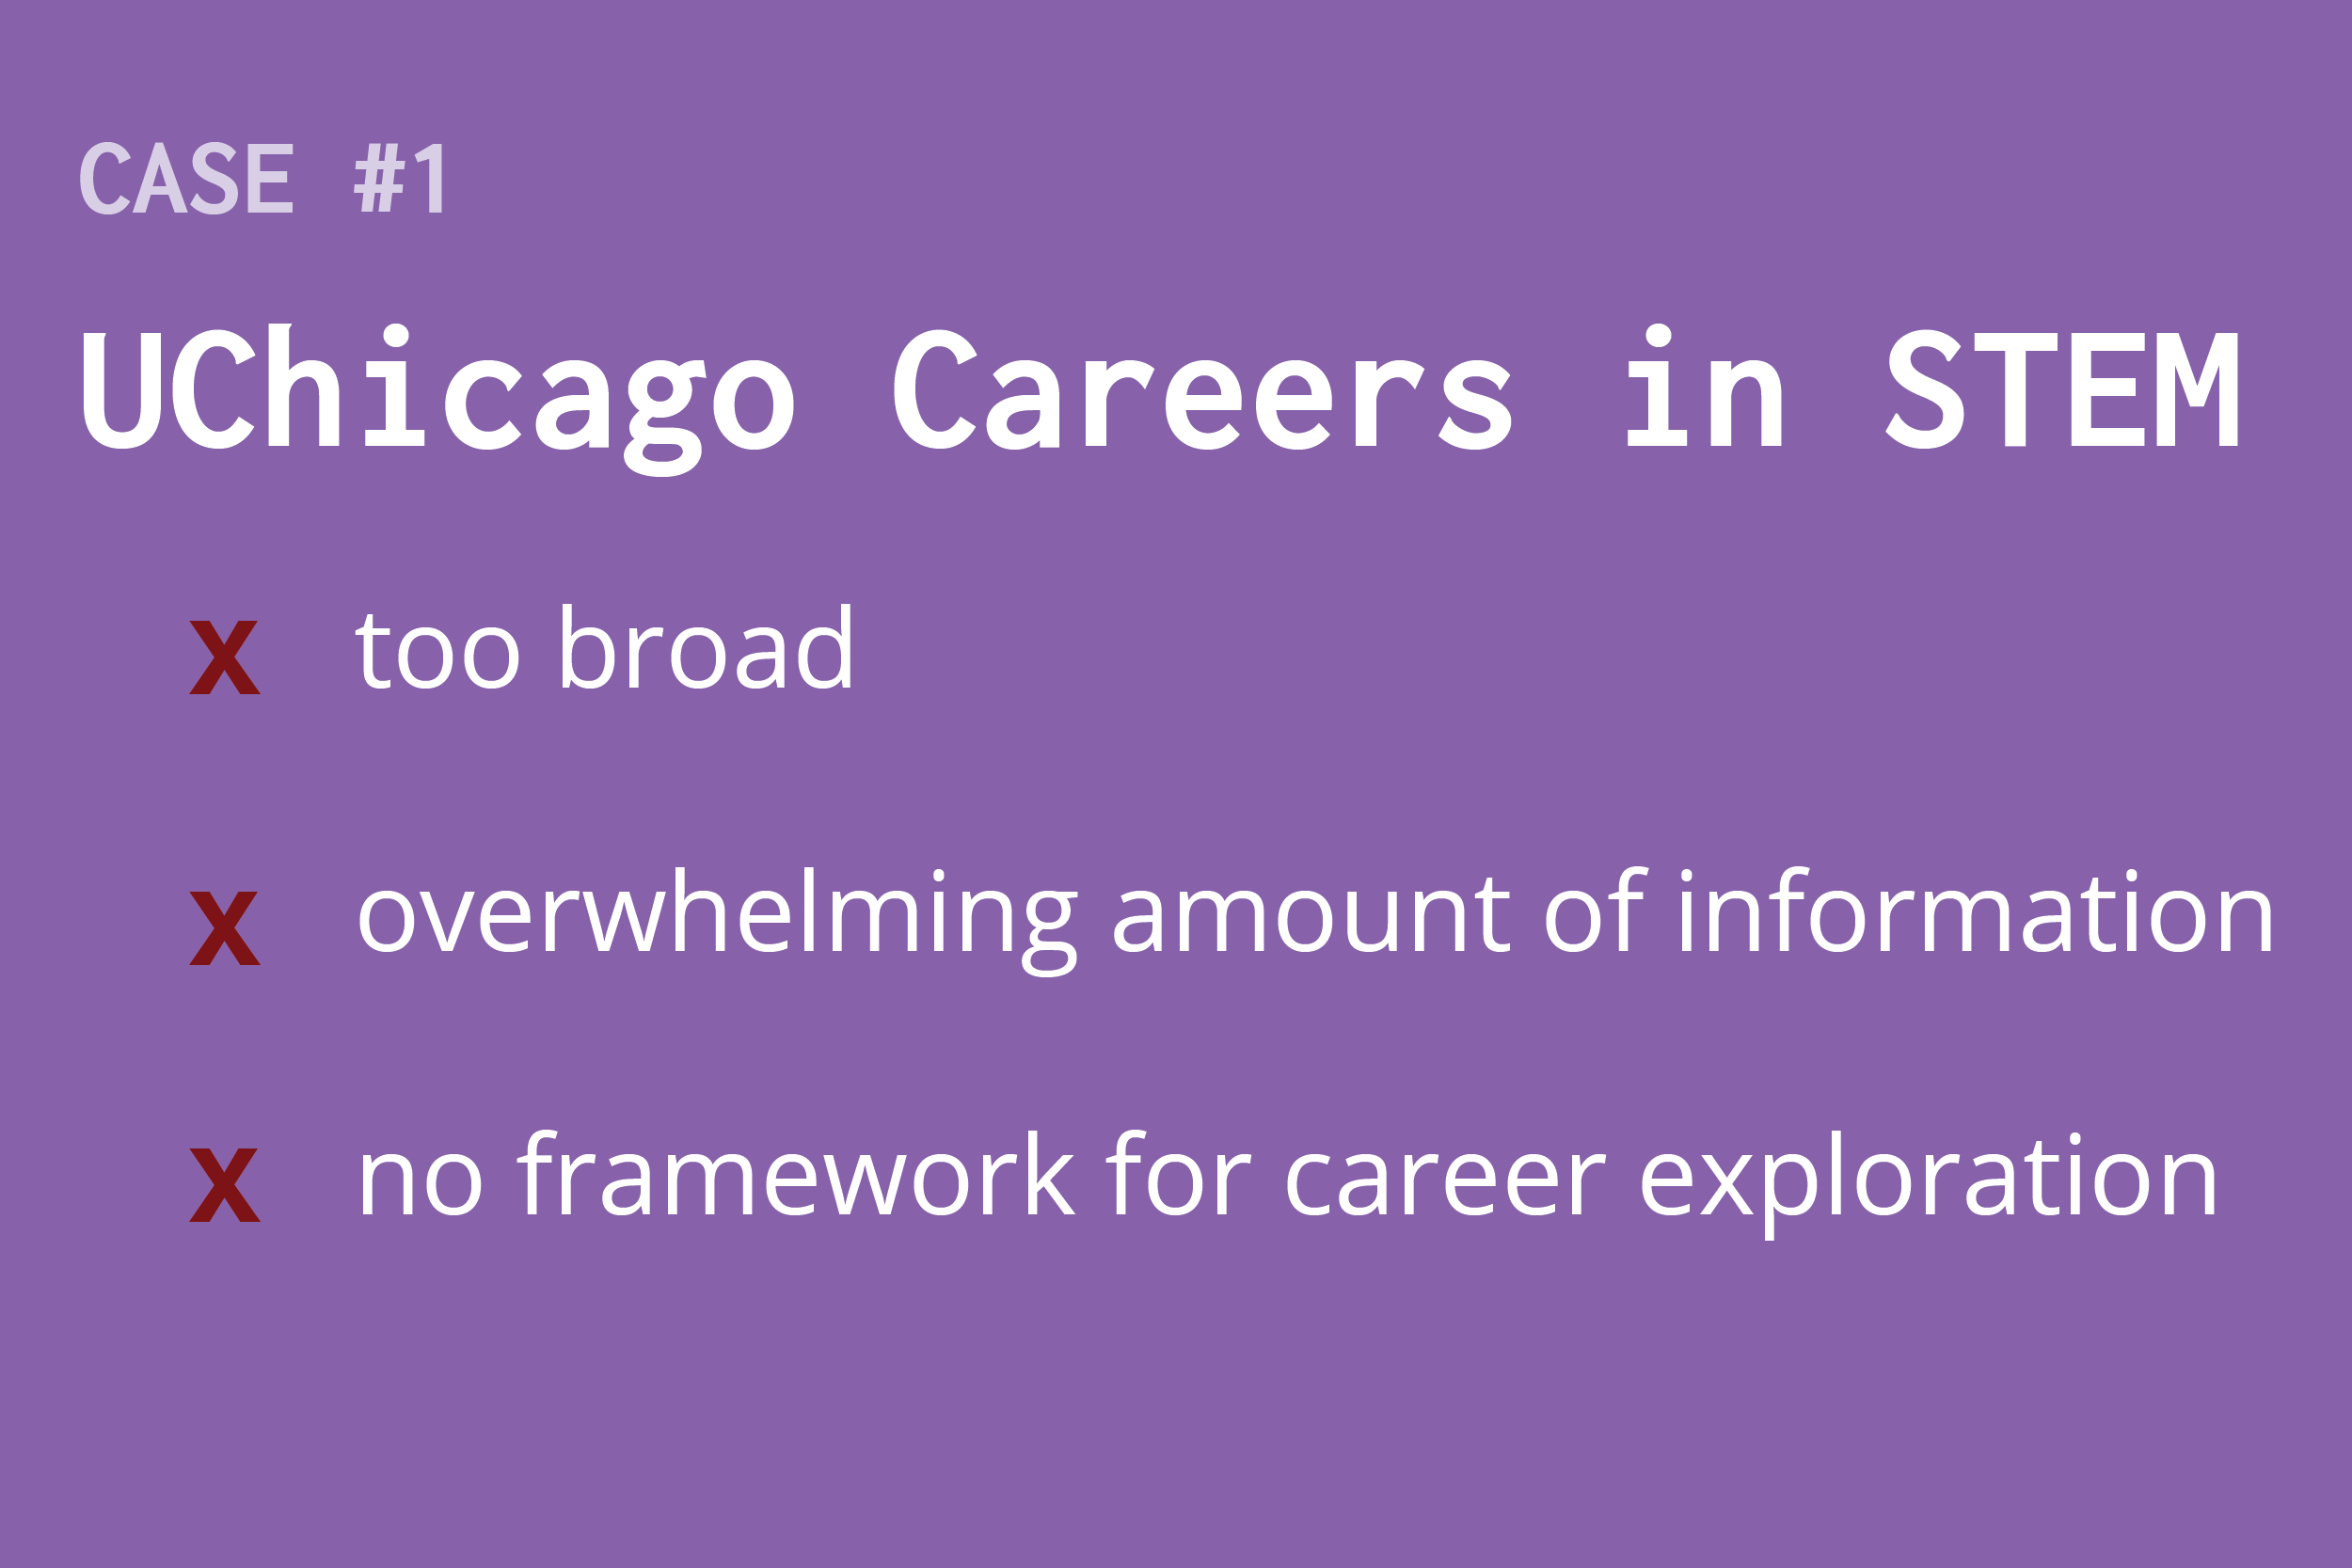 CASE #1
UChicago Careers in STEM
x too broad
x overwhelming amount of information
x no framework for career exploration